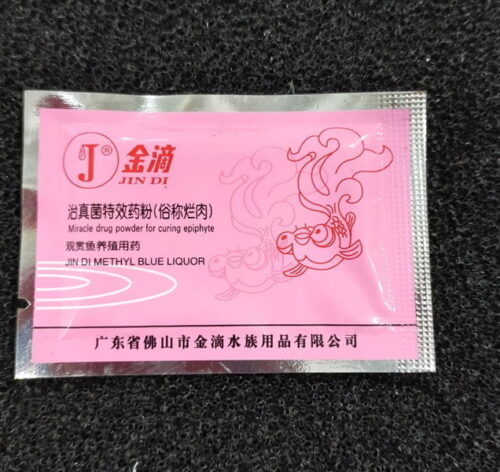 J® 金滴
JIN DI
治真菌特效药粉(俗称烂肉)
Miracle drug powder for curing epiphyte
观赏鱼养殖用药
JIN DI METHYL BLUE LIQUOR
广东省佛山市金滴水族用品有限公司